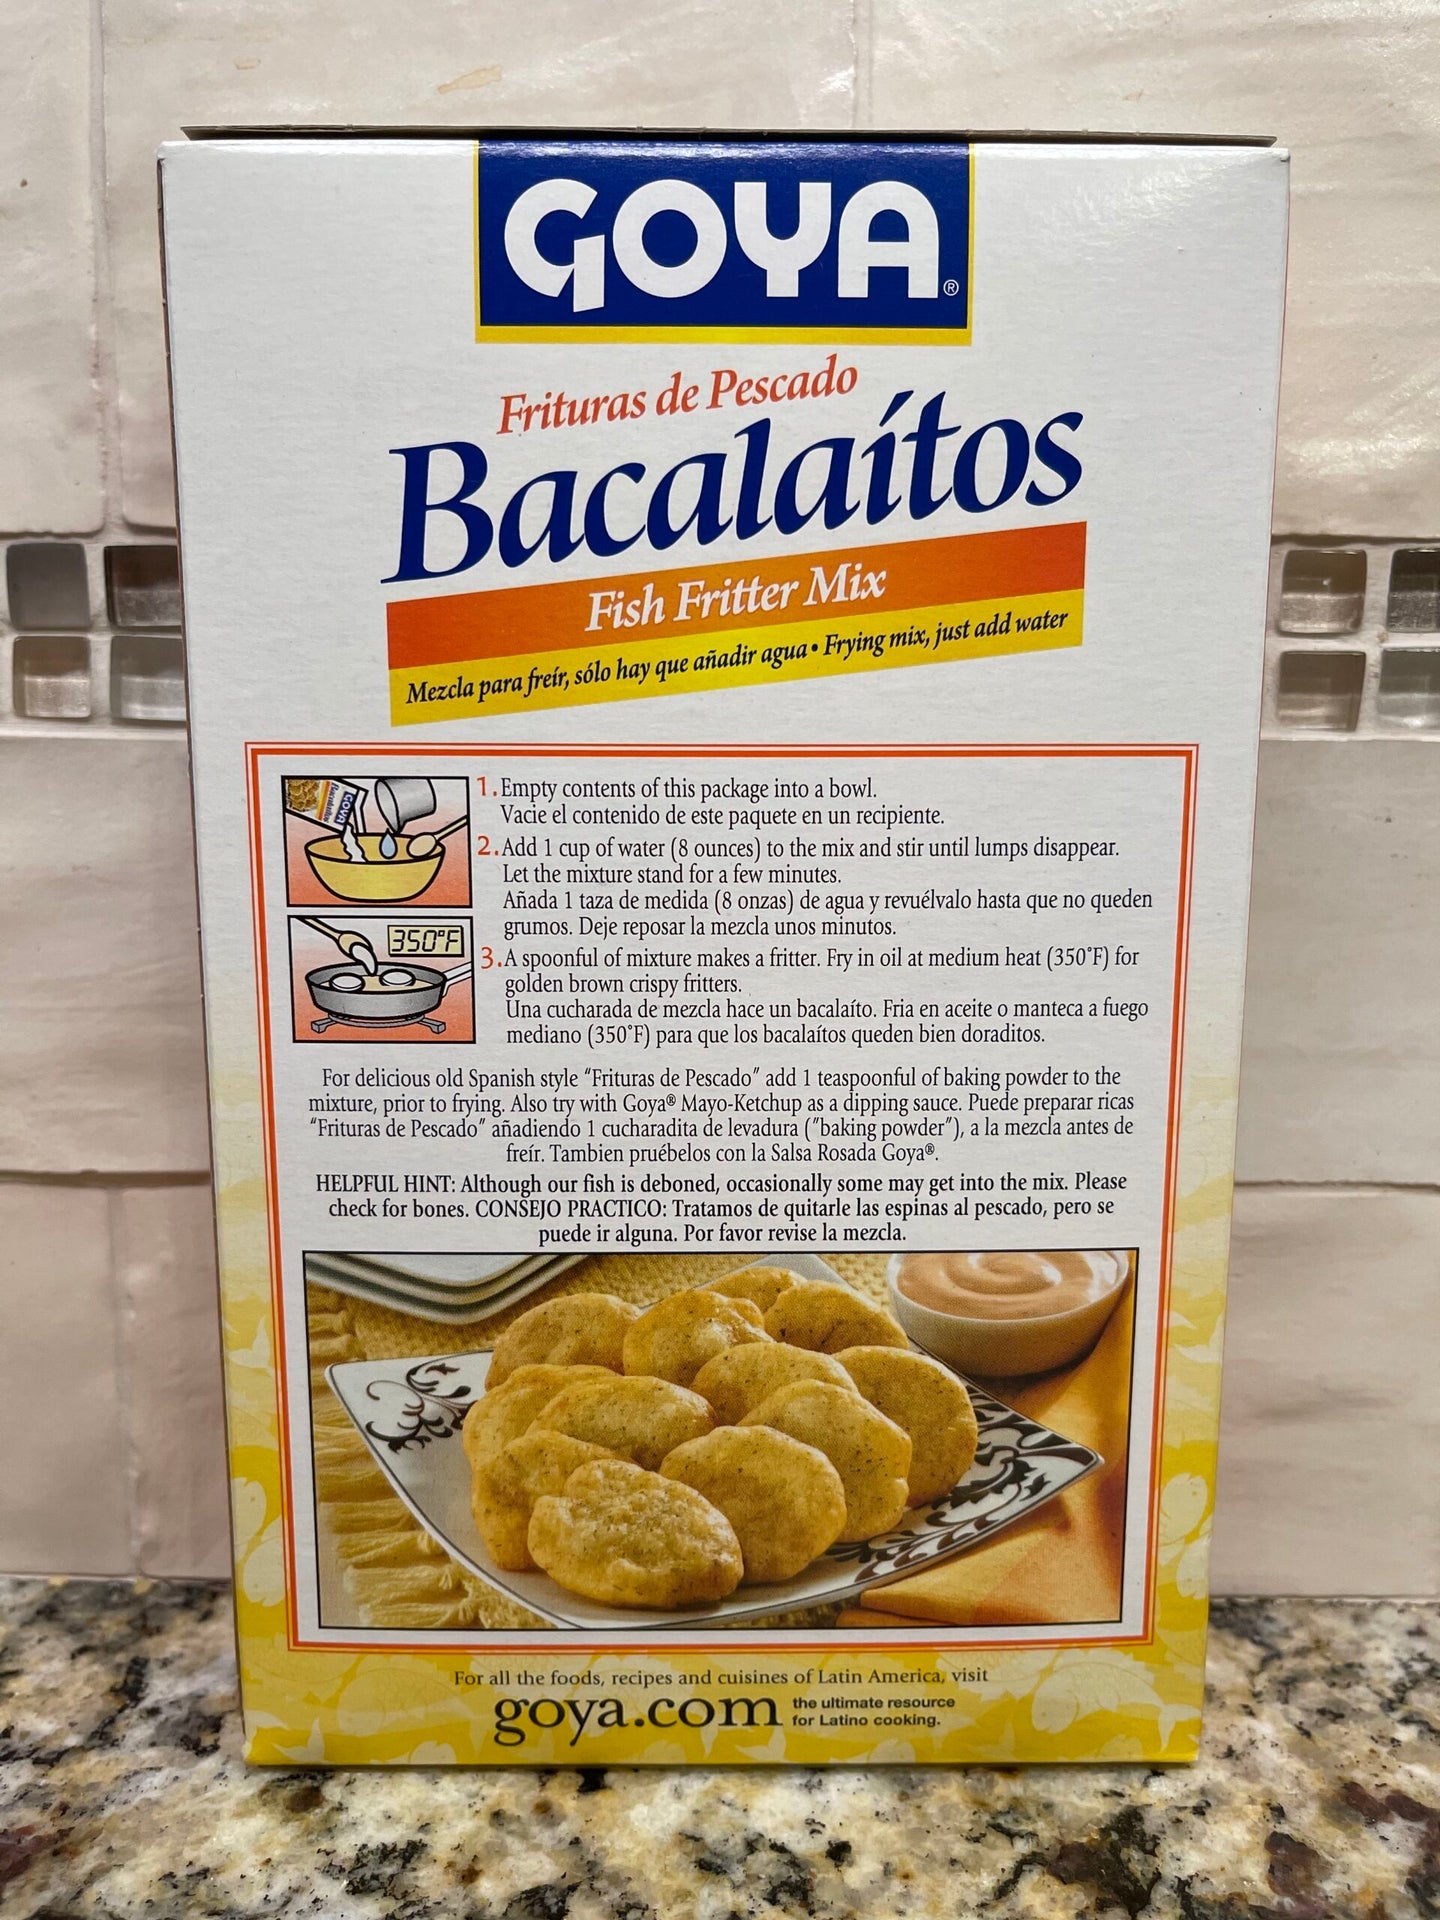 GOYA®
Frituras de Pescado
Bacalaítos
Fish Fritter Mix
Mezcla para freír, sólo hay que añadir agua • Frying mix, just add water
Bacalaítos
GOYA
1. Empty contents of this package into a bowl.
Vacie el contenido de este paquete en un recipiente.
2. Add 1 cup of water (8 ounces) to the mix and stir until lumps disappear.
Let the mixture stand for a few minutes.
Añada 1 taza de medida (8 onzas) de agua y revuélvalo hasta que no queden
grumos. Deje reposar la mezcla unos minutos.
350°F
3. A spoonful of mixture makes a fritter. Fry in oil at medium heat (350°F) for
golden brown crispy fritters.
Una cucharada de mezcla hace un bacalaíto. Fria en aceite o manteca a fuego
mediano (350°F) para que los bacalaítos queden bien doraditos.
For delicious old Spanish style “Frituras de Pescado” add 1 teaspoonful of baking powder to the
mixture, prior to frying. Also try with Goya® Mayo-Ketchup as a dipping sauce. Puede preparar ricas
“Frituras de Pescado” añadiendo 1 cucharadita de levadura (”baking powder”), a la mezcla antes de
freír. Tambien pruébelos con la Salsa Rosada Goya®.
HELPFUL HINT: Although our fish is deboned, occasionally some may get into the mix. Please
check for bones. CONSEJO PRACTICO: Tratamos de quitarle las espinas al pescado, pero se
puede ir alguna. Por favor revise la mezcla.
For all the foods, recipes and cuisines of Latin America, visit
goya.com the ultimate resource
for Latino cooking.